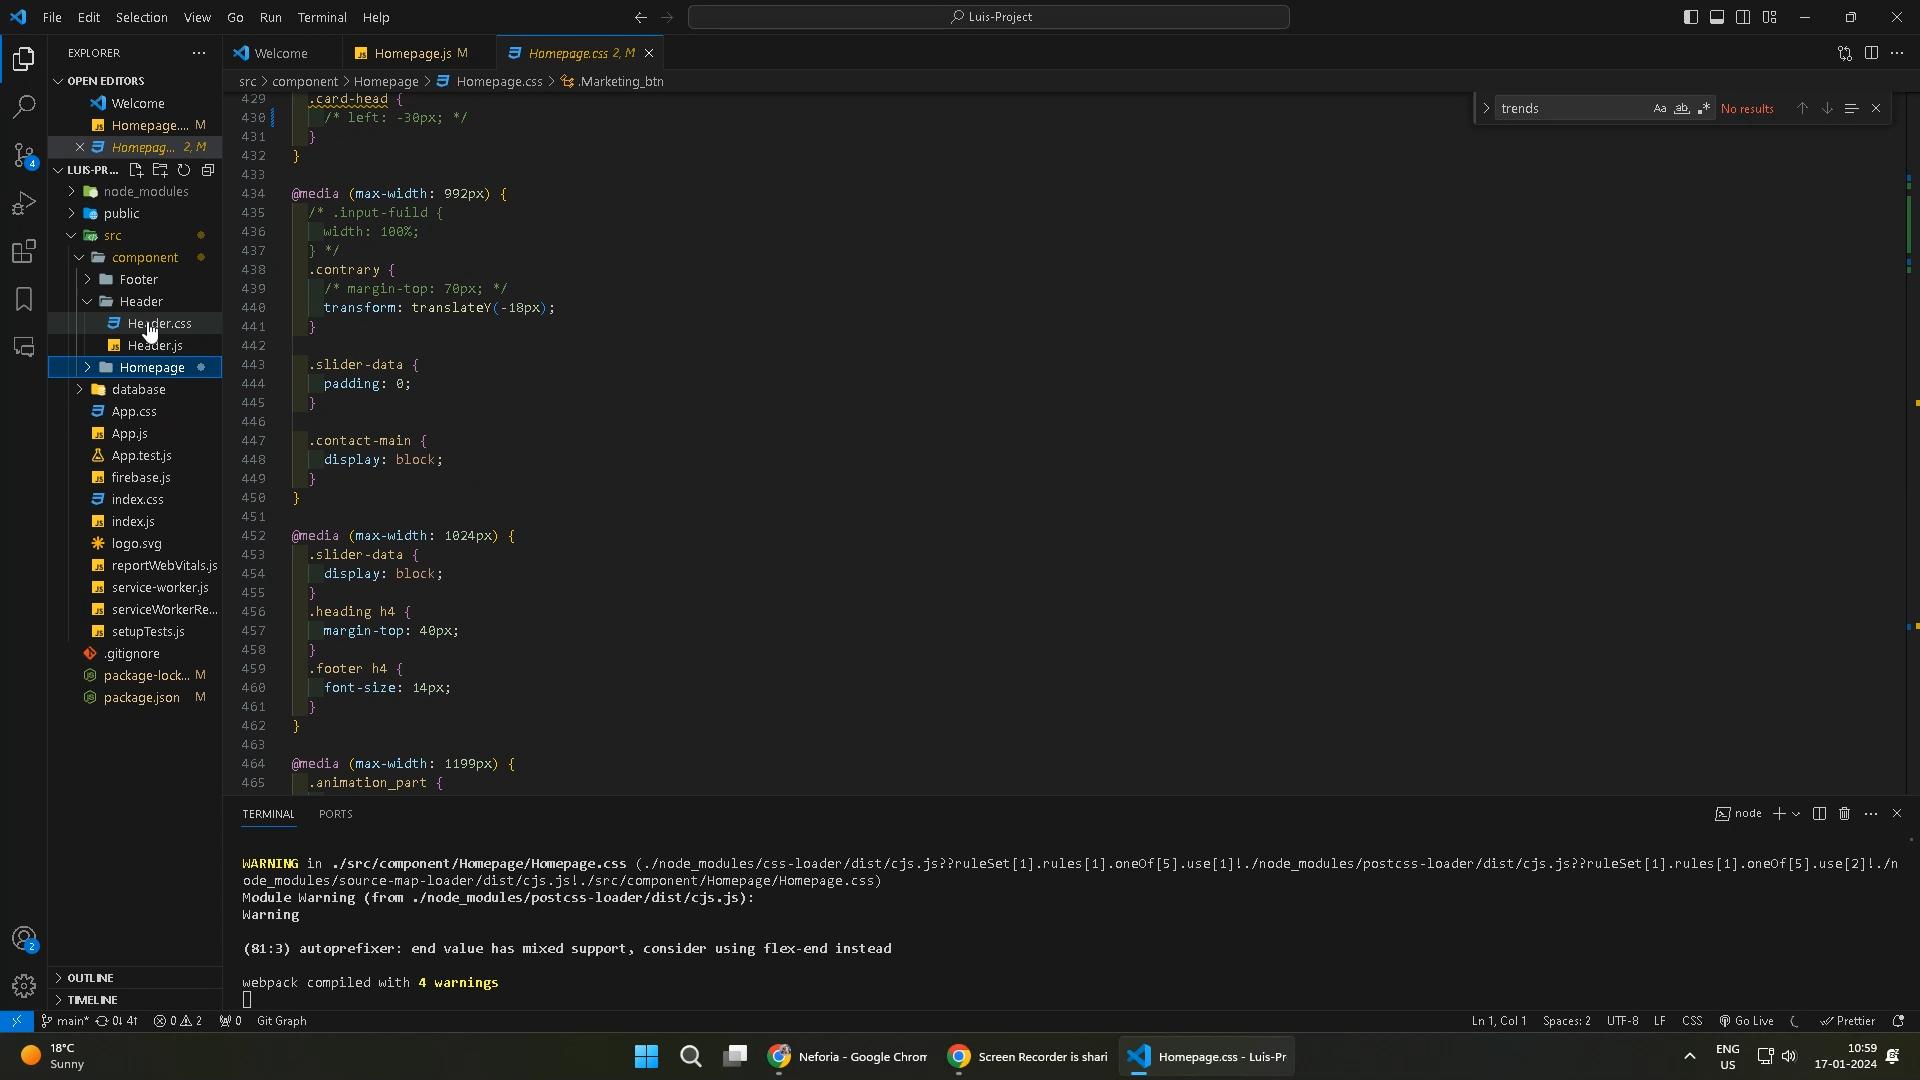 File Edit Selection View Go Run Terminal Help
Luis-Project
EXPLORER
OPEN EDITORS
Welcome
Homepage.... M
Homepag... 2, M
LUIS-PR...
node_modules
public
src
component
Footer
Header
Header.css
Header.js
Homepage
database
App.css
App.js
App.test.js
firebase.js
index.css
index.js
logo.svg
reportWebVitals.js
service-worker.js
serviceWorkerRe...
setupTests.js
.gitignore
package-lock... M
package.json M
OUTLINE
TIMELINE
4
2
Welcome Homepage.js M Homepage.css 2, M
src > component > Homepage > Homepage.css > .Marketing_btn
trends Aa ab No results
429 .card-head {
430 /* left: -30px; */
431 }
432 }
433
434 @media (max-width: 992px) {
435 /* .input-fuild {
436 width: 100%;
437 } */
438 .contrary {
439 /* margin-top: 70px; */
440 transform: translateY(-18px);
441 }
442
443 .slider-data {
444 padding: 0;
445 }
446
447 .contact-main {
448 display: block;
449 }
450 }
451
452 @media (max-width: 1024px) {
453 .slider-data {
454 display: block;
455 }
456 .heading h4 {
457 margin-top: 40px;
458 }
459 .footer h4 {
460 font-size: 14px;
461 }
462 }
463
464 @media (max-width: 1199px) {
465 .animation_part {
TERMINAL PORTS
node
WARNING in ./src/component/Homepage/Homepage.css (./node_modules/css-loader/dist/cjs.js??ruleSet[1].rules[1].oneOf[5].use[1]!./node_modules/postcss-loader/dist/cjs.js??ruleSet[1].rules[1].oneOf[5].use[2]!./n
ode_modules/source-map-loader/dist/cjs.js!./src/component/Homepage/Homepage.css)
Module Warning (from ./node_modules/postcss-loader/dist/cjs.js):
Warning
(81:3) autoprefixer: end value has mixed support, consider using flex-end instead
webpack compiled with 4 warnings
main* 0↓ 4↑ 0 2 0 Git Graph
Ln 1, Col 1 Spaces: 2 UTF-8 LF CSS Go Live Prettier
18°C
Sunny
Neforia - Google Chrom
Screen Recorder is shari
Homepage.css - Luis-Pr
ENG
US
10:59
17-01-2024